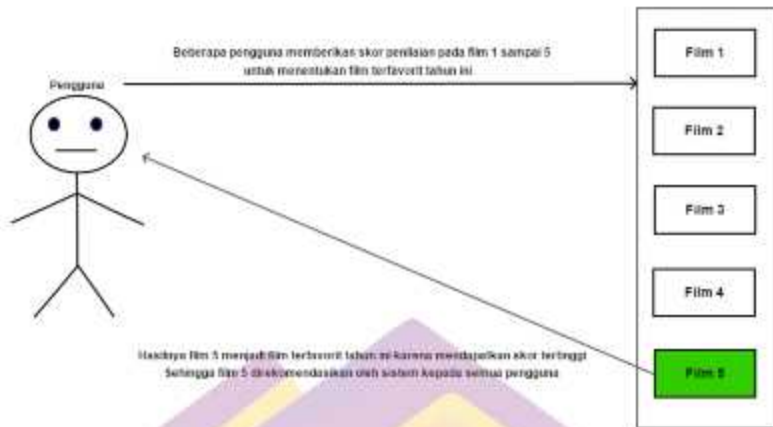 Beberapa pengguna memberikan skor penilaian pada film 1 sampai 5
untuk menentukan film terfavorit tahun ini
Pengguna
Film 1
Film 2
Film 3
Film 4
Film 5
Hasilnya film 5 menjadi film terfavorit tahun ini karena mendapatkan skor tertinggi
Sehingga film 5 direkomendasikan oleh sistem kepada semua pengguna